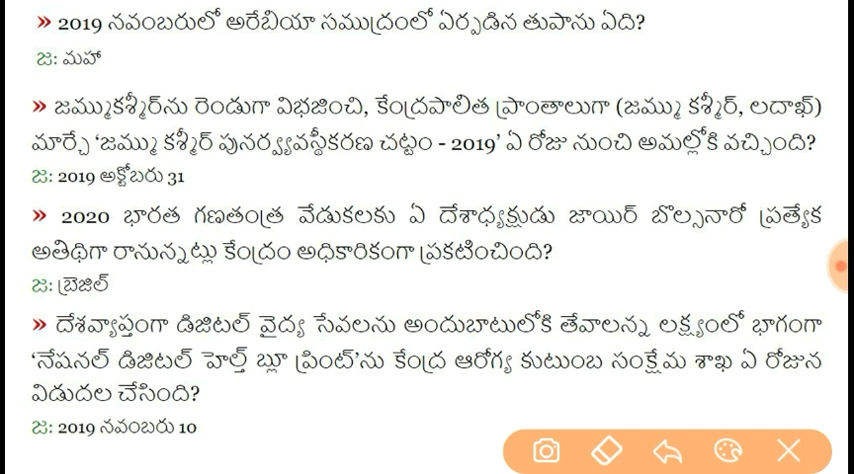 » 2019 నవంబరులో అరేబియా సముద్రంలో ఏర్పడిన తుపాను ఏది?
జ: మహా
» జమ్ముకశ్మీర్‌ను రెండుగా విభజించి, కేంద్రపాలిత ప్రాంతాలుగా (జమ్ము కశ్మీర్, లదాఖ్)
మార్చే ‘జమ్ము కశ్మీర్ పునర్వ్యవస్థీకరణ చట్టం - 2019’ ఏ రోజు నుంచి అమల్లోకి వచ్చింది?
జ: 2019 అక్టోబరు 31
» 2020 భారత గణతంత్ర వేడుకలకు ఏ దేశాధ్యక్షుడు జాయిర్ బొల్సనారో ప్రత్యేక
అతిథిగా రానున్నట్లు కేంద్రం అధికారికంగా ప్రకటించింది?
జ: బ్రెజిల్
» దేశవ్యాప్తంగా డిజిటల్ వైద్య సేవలను అందుబాటులోకి తేవాలన్న లక్ష్యంలో భాగంగా
‘నేషనల్ డిజిటల్ హెల్త్ బ్లూ ప్రింట్’ను కేంద్ర ఆరోగ్య కుటుంబ సంక్షేమ శాఖ ఏ రోజున
విడుదల చేసింది?
జ: 2019 నవంబరు 10